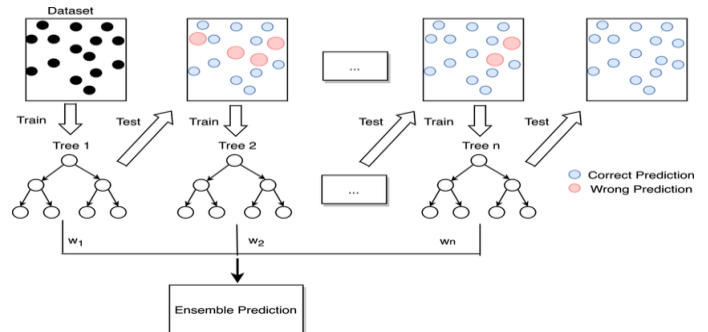 Dataset
...
Train
Test
Train
Test
Train
Test
Tree 1
Tree 2
Tree n
Correct Prediction
Wrong Prediction
...
w1
w2
wn
Ensemble Prediction